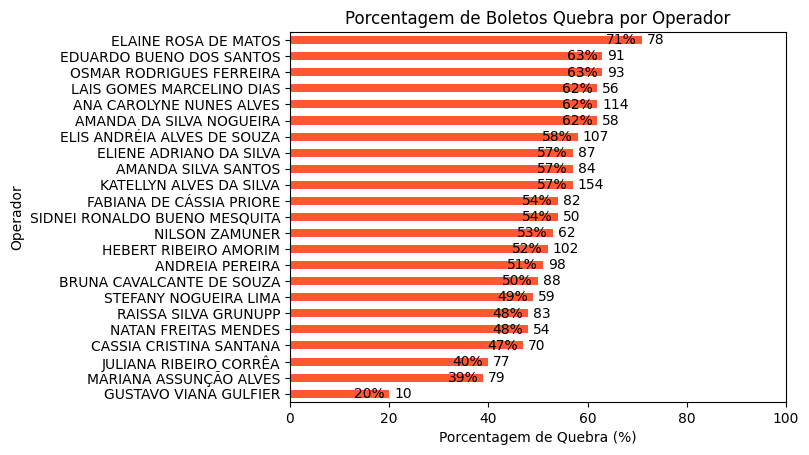 Porcentagem de Boletos Quebra por Operador
ELAINE ROSA DE MATOS 71% 78
EDUARDO BUENO DOS SANTOS 63% 91
OSMAR RODRIGUES FERREIRA 63% 93
LAIS GOMES MARCELINO DIAS 62% 56
ANA CAROLYNE NUNES ALVES 62% 114
AMANDA DA SILVA NOGUEIRA 62% 58
ELIS ANDRÉIA ALVES DE SOUZA 58% 107
ELIENE ADRIANO DA SILVA 57% 87
AMANDA SILVA SANTOS 57% 84
KATELLYN ALVES DA SILVA 57% 154
FABIANA DE CÁSSIA PRIORE 54% 82
SIDNEI RONALDO BUENO MESQUITA 54% 50
NILSON ZAMUNER 53% 62
HEBERT RIBEIRO AMORIM 52% 102
ANDREIA PEREIRA 51% 98
BRUNA CAVALCANTE DE SOUZA 50% 88
STEFANY NOGUEIRA LIMA 49% 59
RAISSA SILVA GRUNUPP 48% 83
NATAN FREITAS MENDES 48% 54
CASSIA CRISTINA SANTANA 47% 70
JULIANA RIBEIRO CORRÊA 40% 77
MARIANA ASSUNÇÃO ALVES 39% 79
GUSTAVO VIANA GULFIER 20% 10
Operador
0 20 40 60 80 100
Porcentagem de Quebra (%)